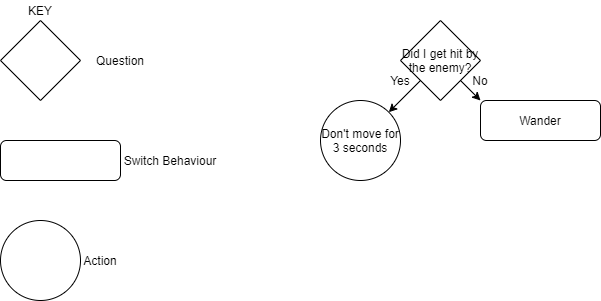 KEY
Question
Switch Behaviour
Action
Did I get hit by
the enemy?
Yes
No
Don't move for
3 seconds
Wander